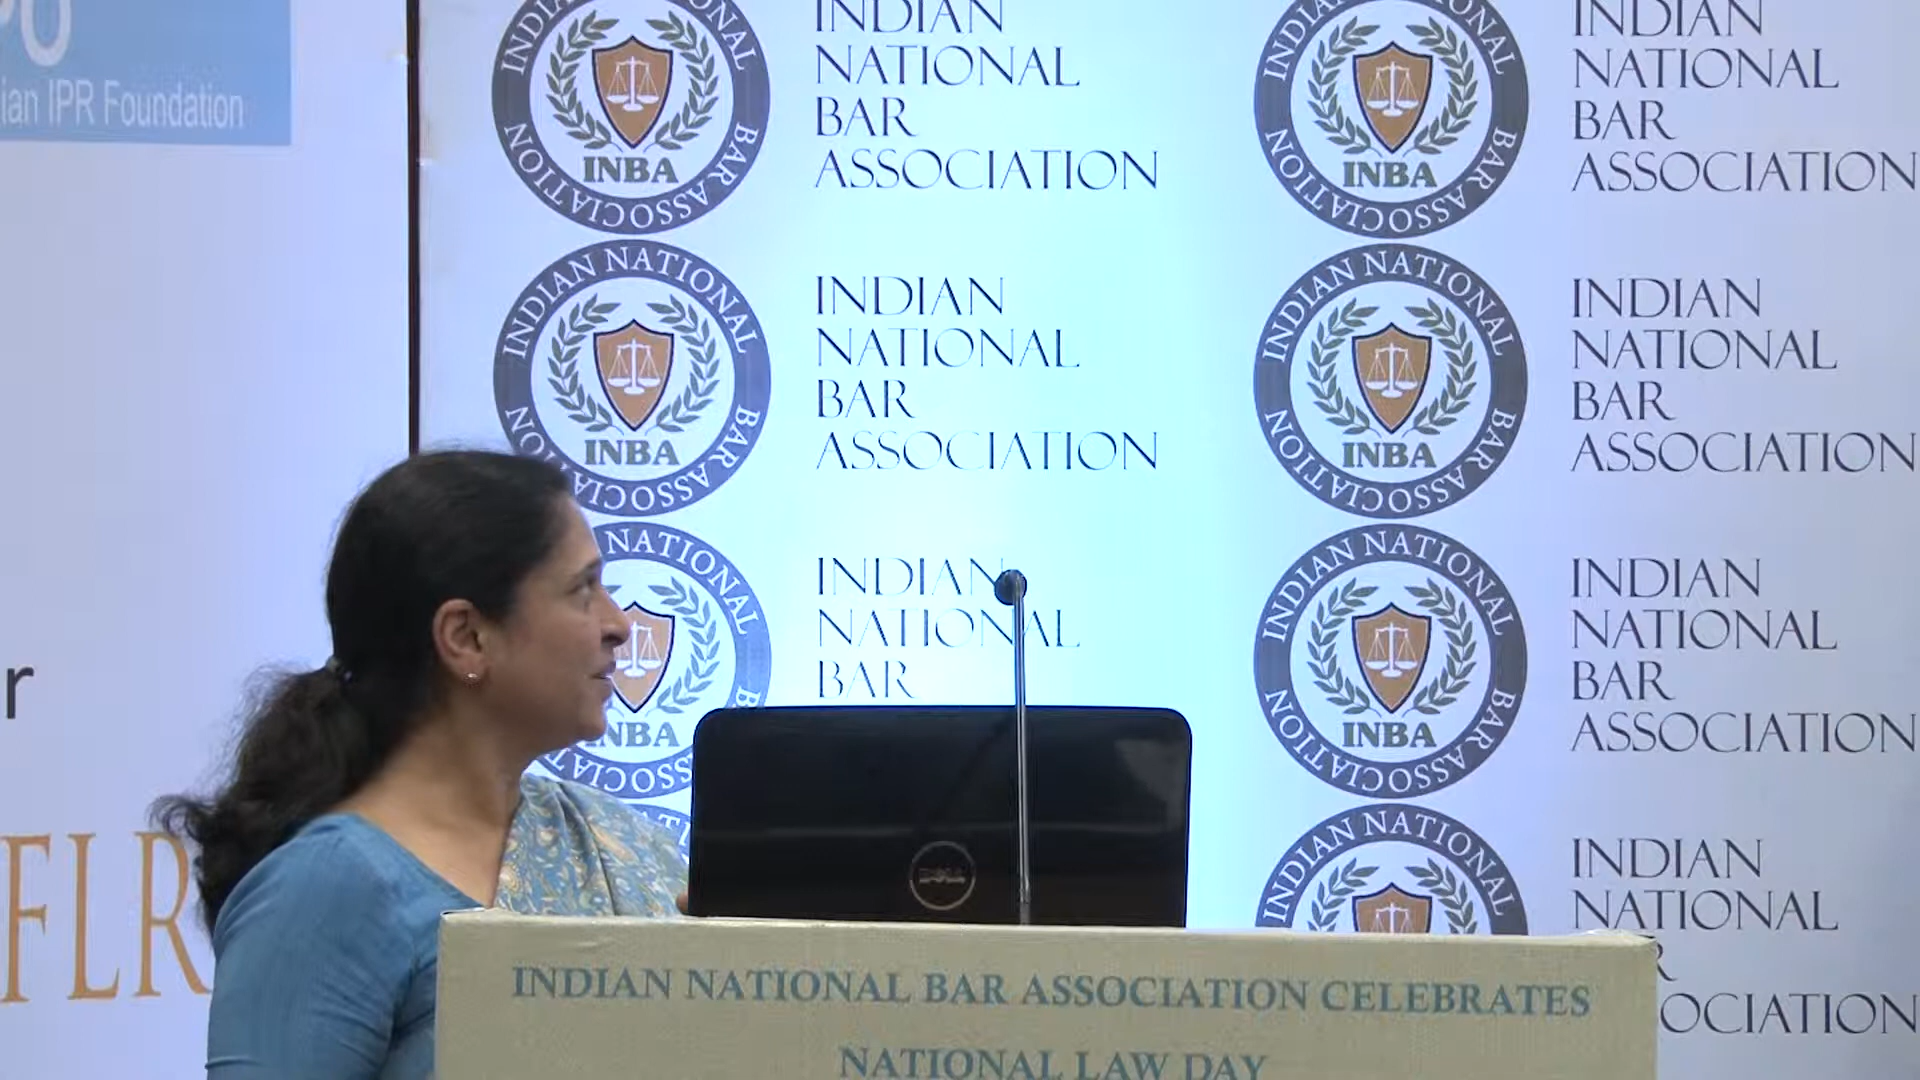 ian IPR Foundation
r
FLR
INDIAN NATIONAL BAR ASSOCIATION
INBA
INDIAN
NATIONAL
BAR
ASSOCIATION
INDIAN NATIONAL BAR ASSOCIATION
INBA
INDIAN
NATIONAL
BAR
ASSOCIATION
INDIAN NATIONAL BAR ASSOCIATION
INBA
INDIAN
NATIONAL
BAR
ASSOCIATION
INDIAN NATIONAL BAR ASSOCIATION
INBA
INDIAN
NATIONAL
BAR
ASSOCIATION
NATIONAL BAR ASSOCIATION
NBA
INDIAN
NATIONAL
BAR
INDIAN NATIONAL BAR ASSOCIATION
INBA
INDIAN
NATIONAL
BAR
ASSOCIATION
INDIAN NATIONAL
INDIAN
NATIONAL
R
OCIATION
DELL
INDIAN NATIONAL BAR ASSOCIATION CELEBRATES
NATIONAL LAW DAY